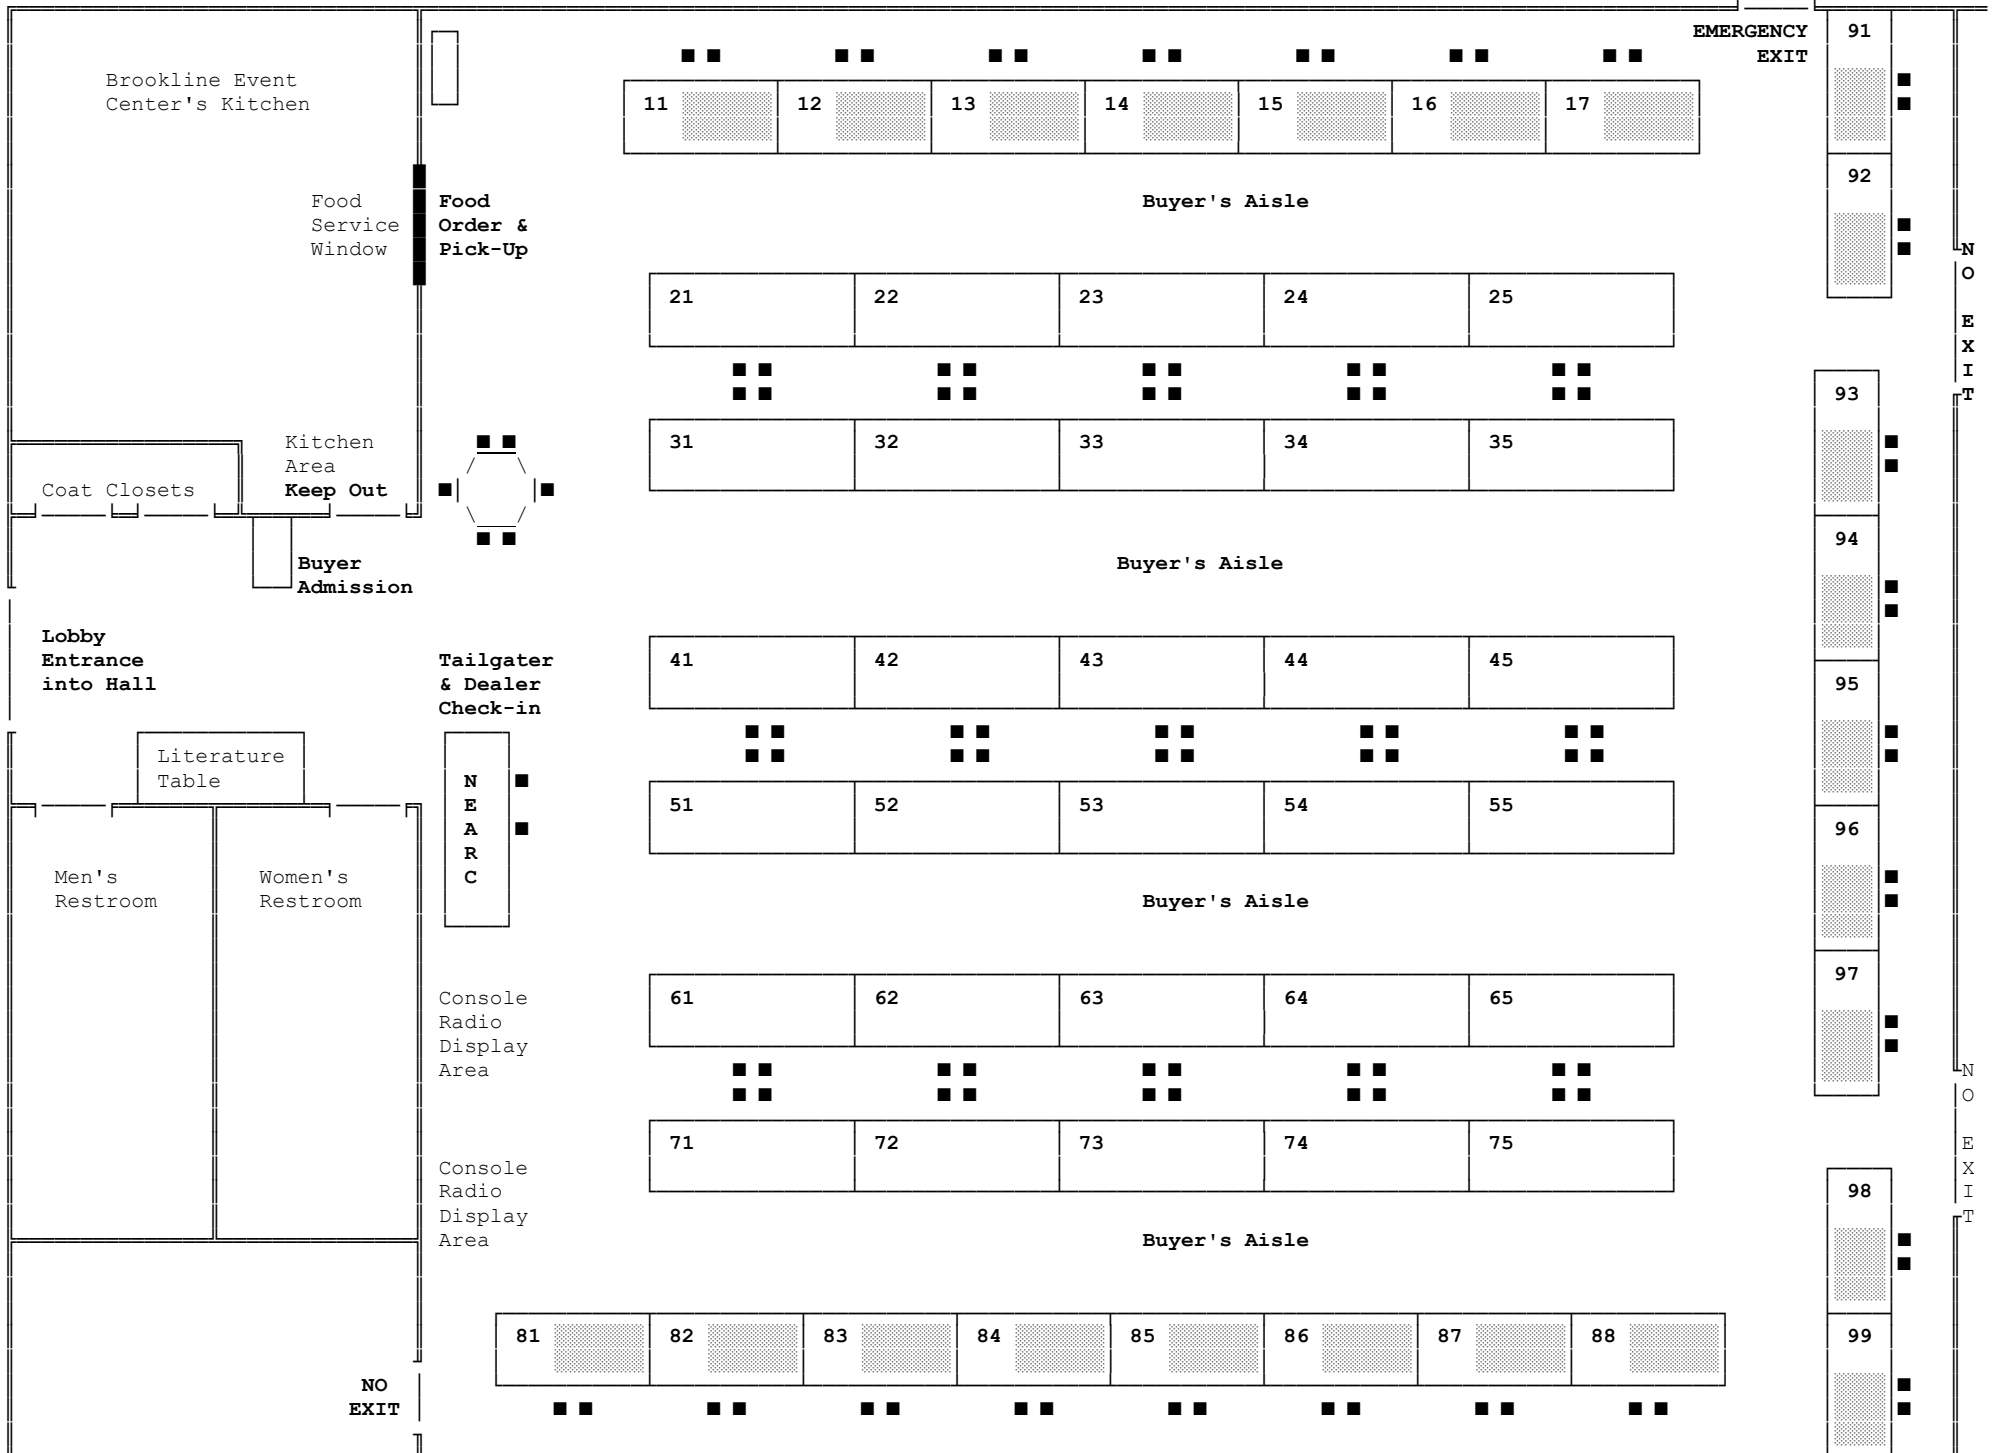 EMERGENCY
EXIT
91
Brookline Event
Center's Kitchen
11 12 13 14 15 16 17
92
Food
Service
Window
Food
Order &
Pick-Up
Buyer's Aisle
N
O
E
X
I
T
21 22 23 24 25
93
Kitchen
Area
Keep Out
31 32 33 34 35
Coat Closets
94
Buyer
Admission
Buyer's Aisle
Lobby
Entrance
into Hall
Tailgater
& Dealer
Check-in
41 42 43 44 45
95
Literature
Table
N
E
A
R
C
51 52 53 54 55
96
Men's
Restroom
Women's
Restroom
Buyer's Aisle
97
Console
Radio
Display
Area
61 62 63 64 65
N
O
E
X
I
T
71 72 73 74 75
Console
Radio
Display
Area
98
Buyer's Aisle
81 82 83 84 85 86 87 88
99
NO
EXIT